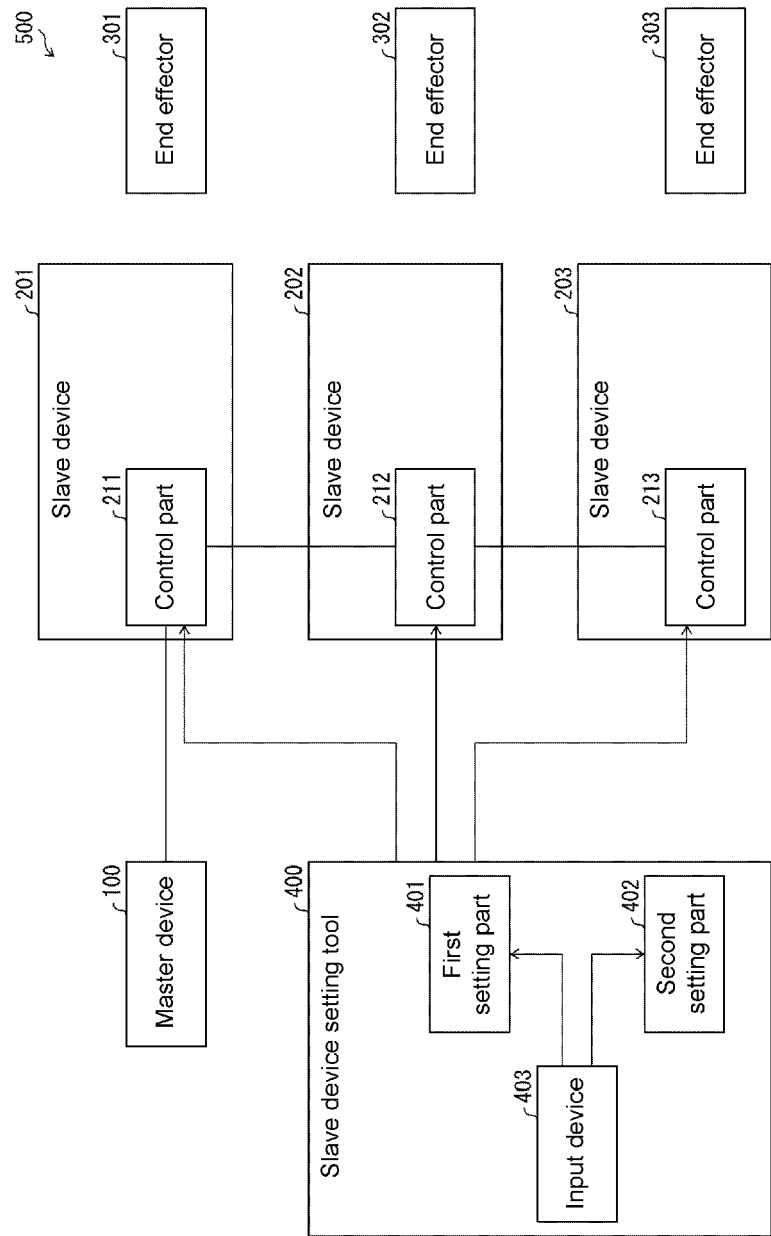 500
100
Master device
201
Slave device
211
Control part
301
End effector
400
Slave device setting tool
401
First
setting part
403
Input device
402
Second
setting part
202
Slave device
212
Control part
302
End effector
203
Slave device
213
Control part
303
End effector